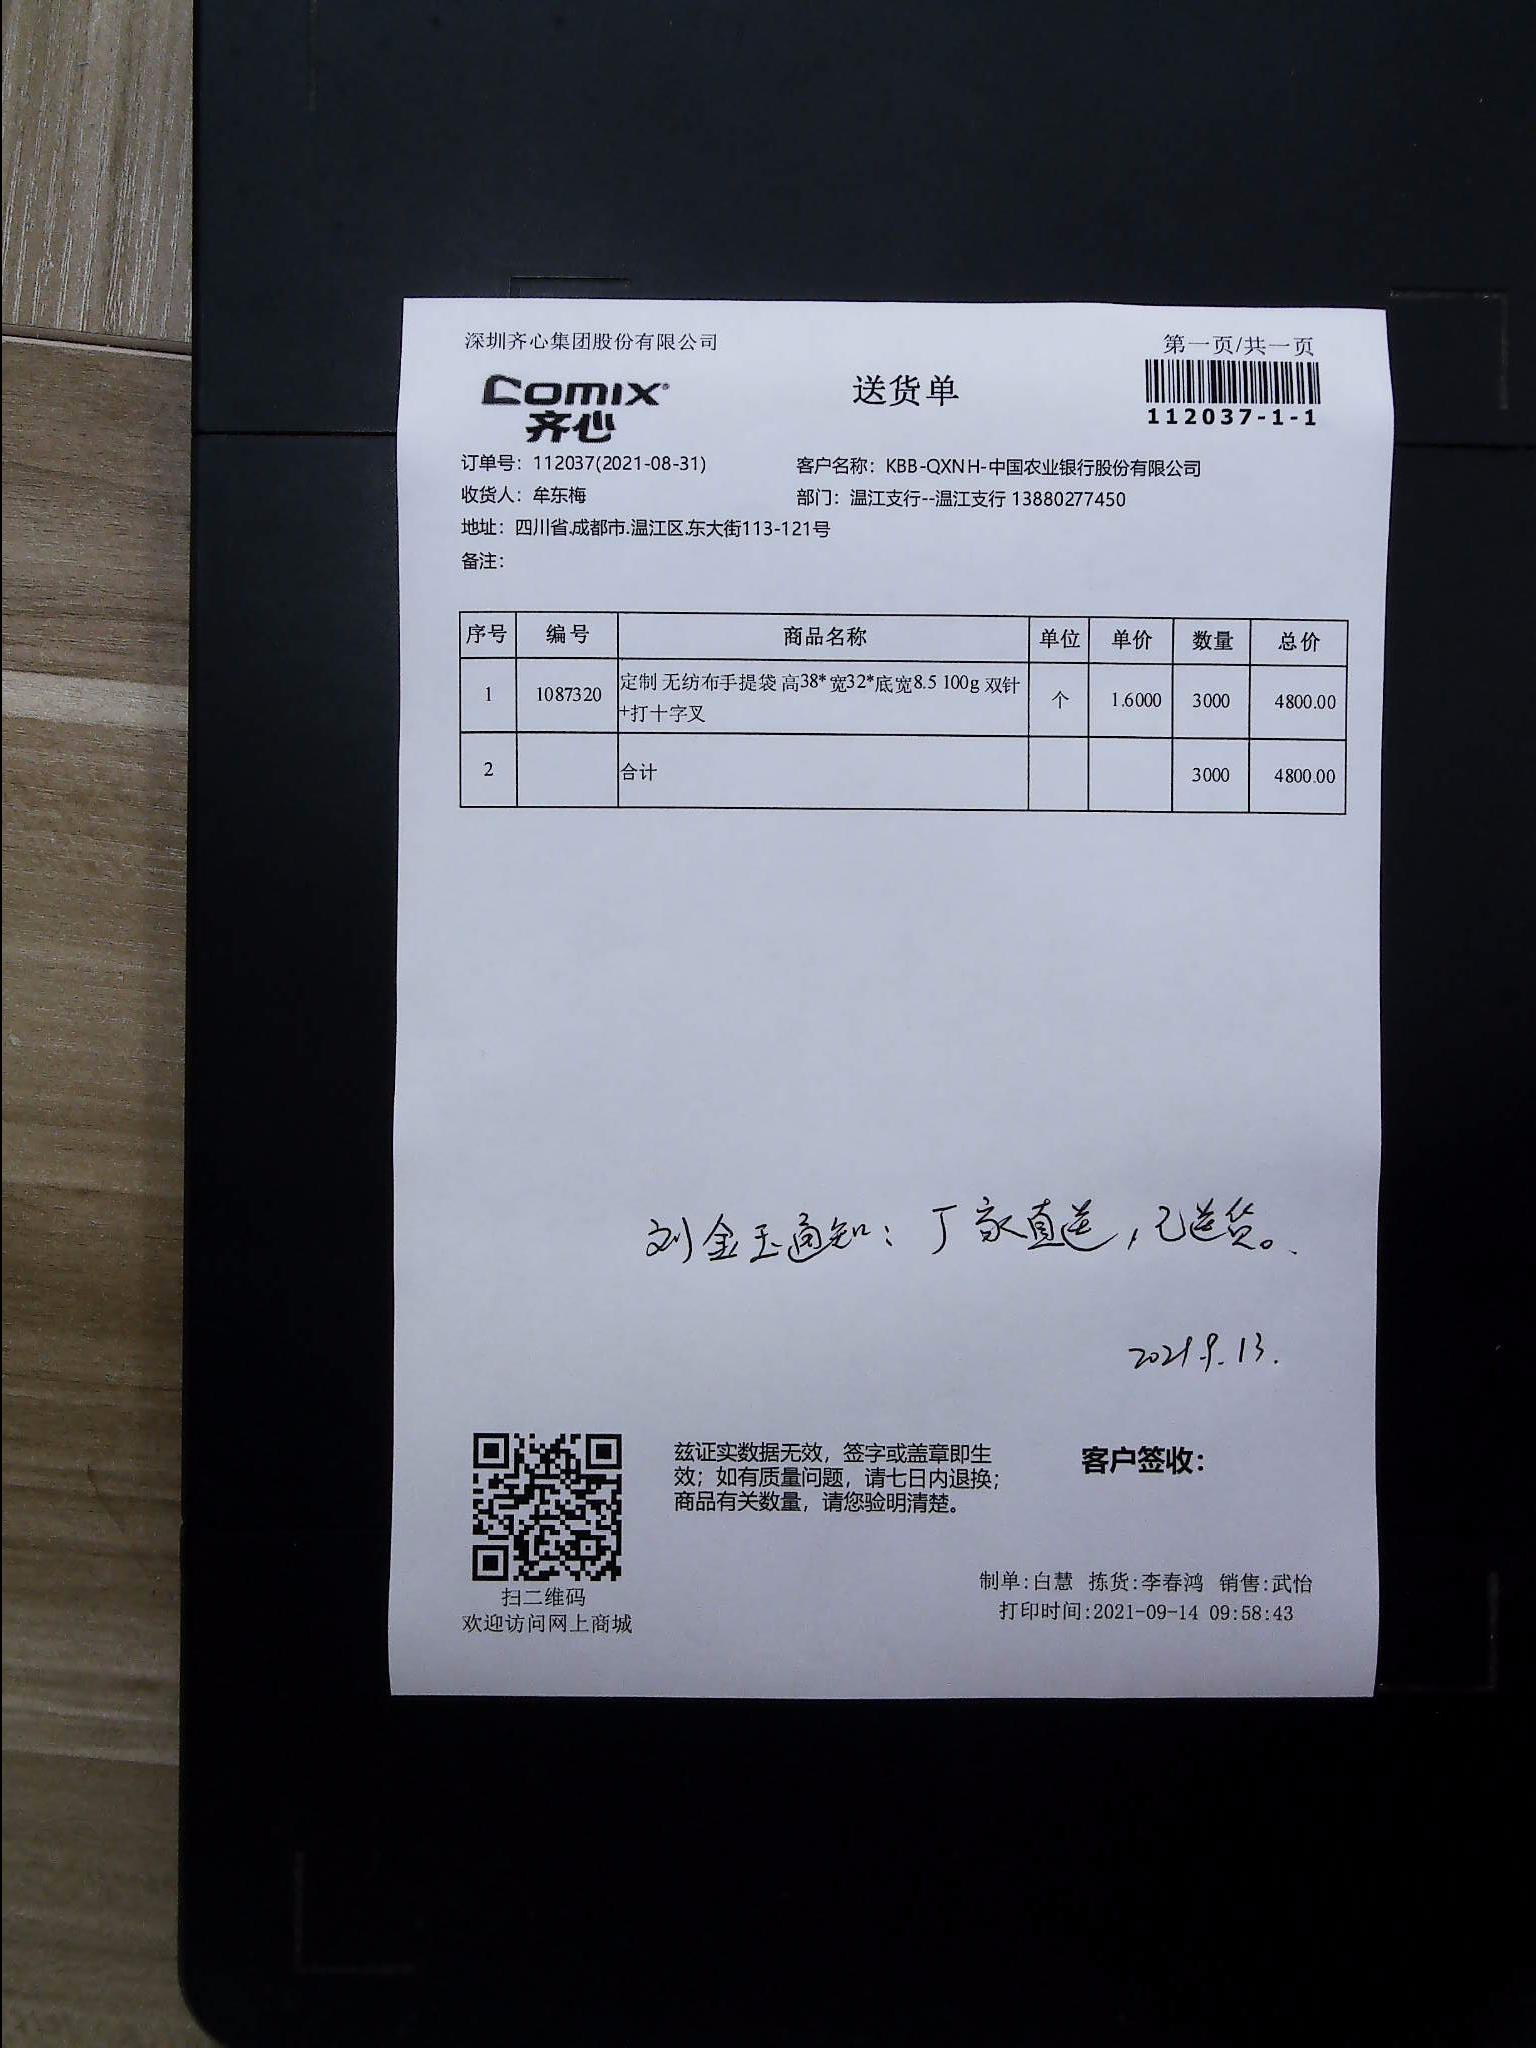 深圳齐心集团股份有限公司
第一页/共一页
comix
齐心
送货单
112037-1-1
订单号：112037(2021-08-31)
客户名称：KBB-QXNH-中国农业银行股份有限公司
收货人：牟东梅
部门：温江支行--温江支行 13880277450
地址：四川省.成都市.温江区.东大街113-121号
备注：
序号 编号 商品名称 单位 单价 数量 总价
1 1087320 定制 无纺布手提袋 高38*宽32*底宽8.5 100g 双针 个 1.6000 3000 4800.00
+打十字叉
2 合计 3000 4800.00
刘金玉通知：厂家直送，已送货。
2021.9.13.
兹证实数据无效，签字或盖章即生
效；如有质量问题，请七日内退换；
商品有关数量，请您验明清楚。
客户签收：
扫二维码
欢迎访问网上商城
制单:白慧 拣货:李春鸿 销售:武怡
打印时间:2021-09-14 09:58:43